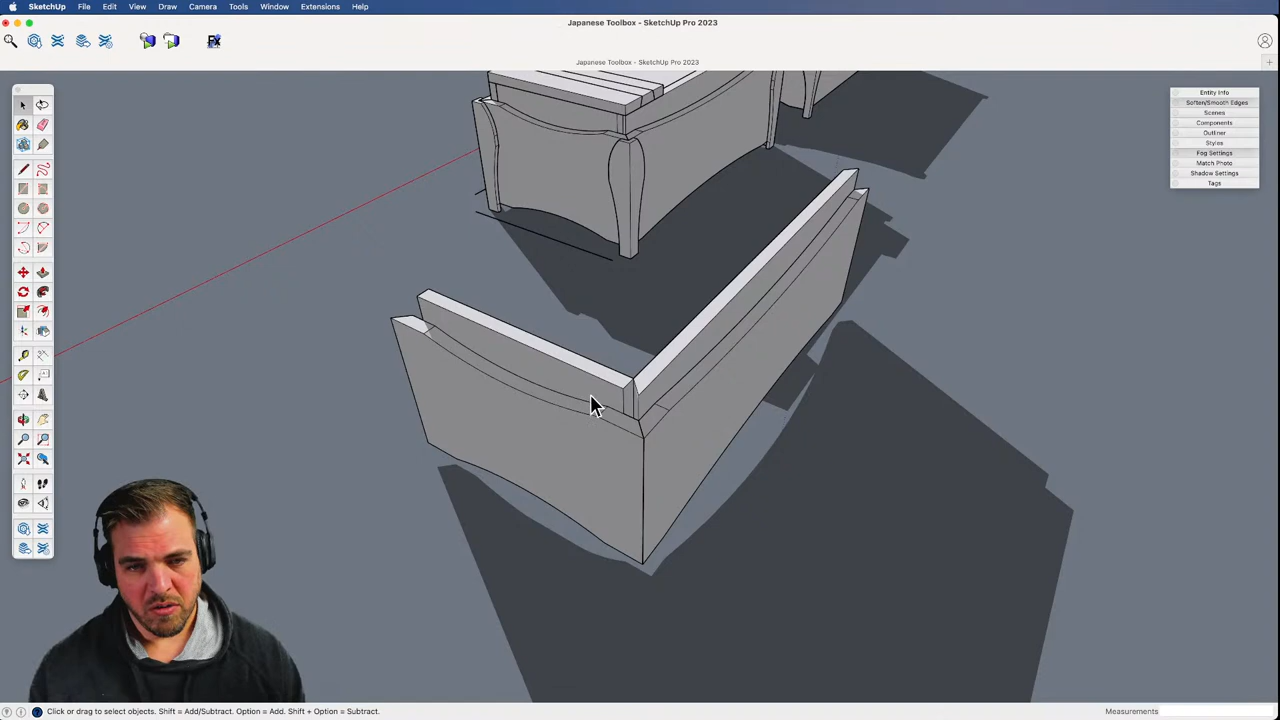 SketchUp File Edit View Draw Camera Tools Window Extensions Help
Japanese Toolbox - SketchUp Pro 2023
Japanese Toolbox - SketchUp Pro 2023
Entity Info
Soften/Smooth Edges
Scenes
Components
Outliner
Styles
Fog Settings
Match Photo
Shadow Settings
Tags
Click or drag to select objects. Shift = Add/Subtract. Option = Add. Shift + Option = Subtract.
Measurements